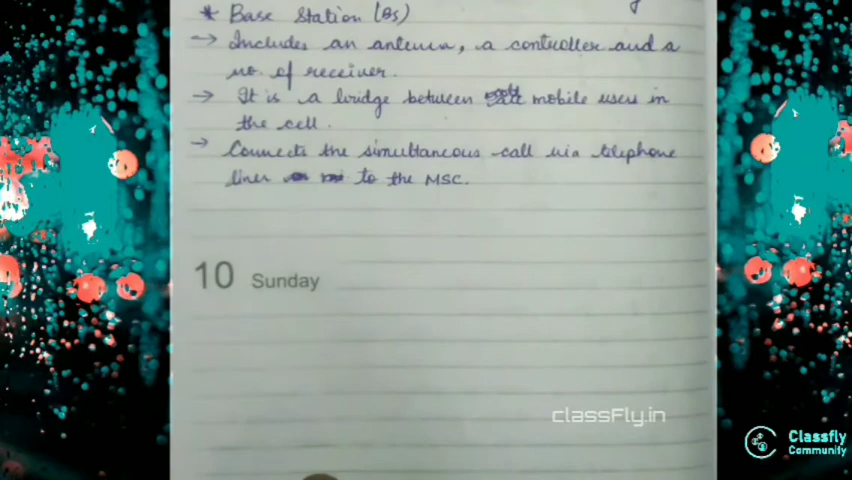 * Base Station (BS)
→ Includes an antenna, a controller and a
no. of receiver.
→ It is a bridge between mobile users in
the cell.
→ Connects the simultaneous call via telephone
lines to the MSC.
10 Sunday
classFly.in
Classfly
Community